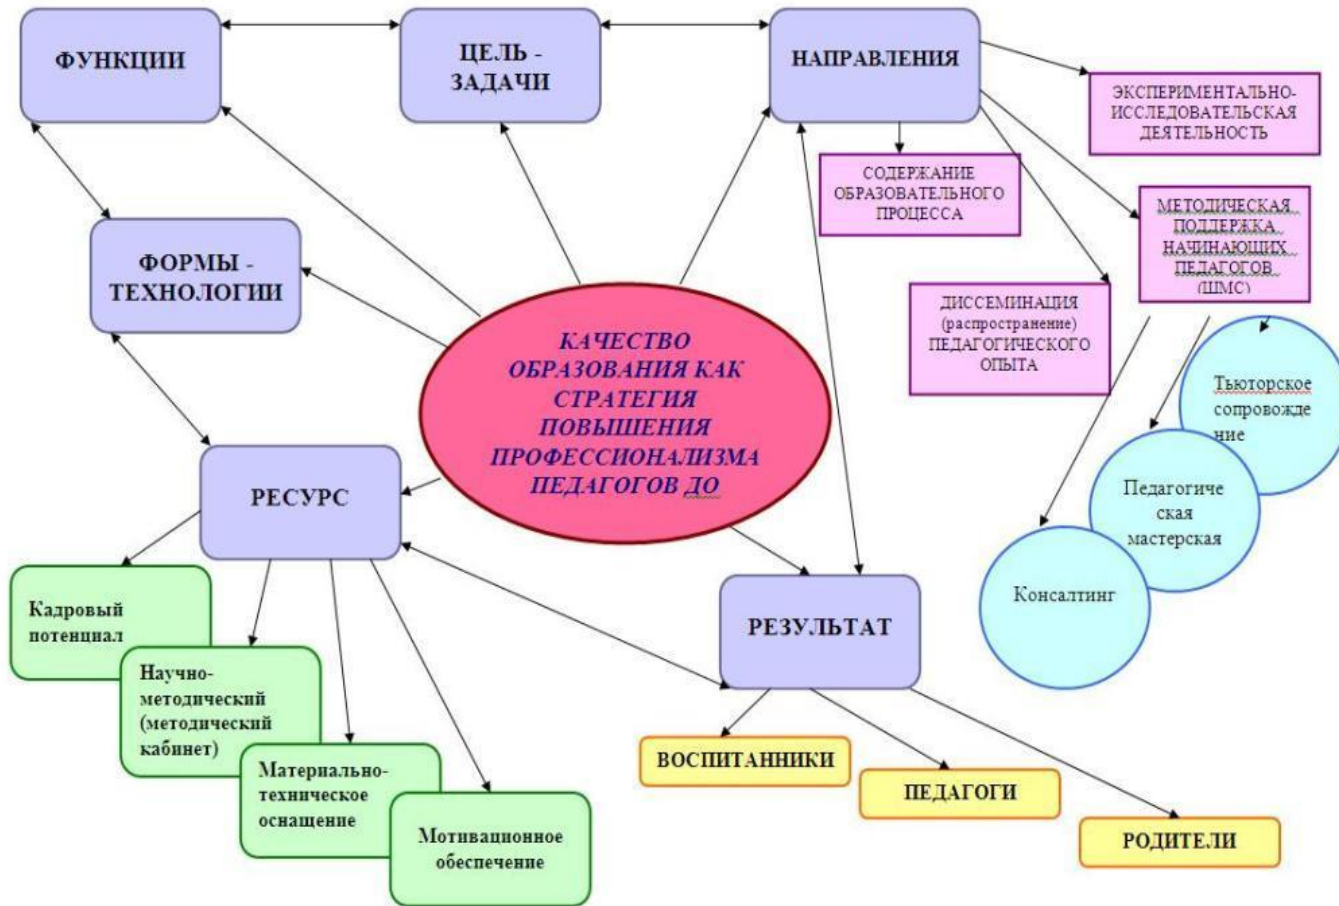 ФУНКЦИИ
ЦЕЛЬ -
ЗАДАЧИ
НАПРАВЛЕНИЯ
ЭКСПЕРИМЕНТАЛЬНО-
ИССЛЕДОВАТЕЛЬСКАЯ
ДЕЯТЕЛЬНОСТЬ
СОДЕРЖАНИЕ
ОБРАЗОВАТЕЛЬНОГО
ПРОЦЕССА
МЕТОДИЧЕСКАЯ
ПОДДЕРЖКА
НАЧИНАЮЩИХ
ПЕДАГОГОВ
(ШМС)
ФОРМЫ -
ТЕХНОЛОГИИ
ДИССЕМИНАЦИЯ
(распространение)
ПЕДАГОГИЧЕСКОГО
ОПЫТА
КАЧЕСТВО
ОБРАЗОВАНИЯ КАК
СТРАТЕГИЯ
ПОВЫШЕНИЯ
ПРОФЕССИОНАЛИЗМА
ПЕДАГОГОВ ДО
Тьюторское
сопровожде
ние
Педагогиче
ская
мастерская
Консалтинг
РЕСУРС
РЕЗУЛЬТАТ
Кадровый
потенциал
Научно-
методический
(методический
кабинет)
Материально-
техническое
оснащение
Мотивационное
обеспечение
ВОСПИТАННИКИ
ПЕДАГОГИ
РОДИТЕЛИ